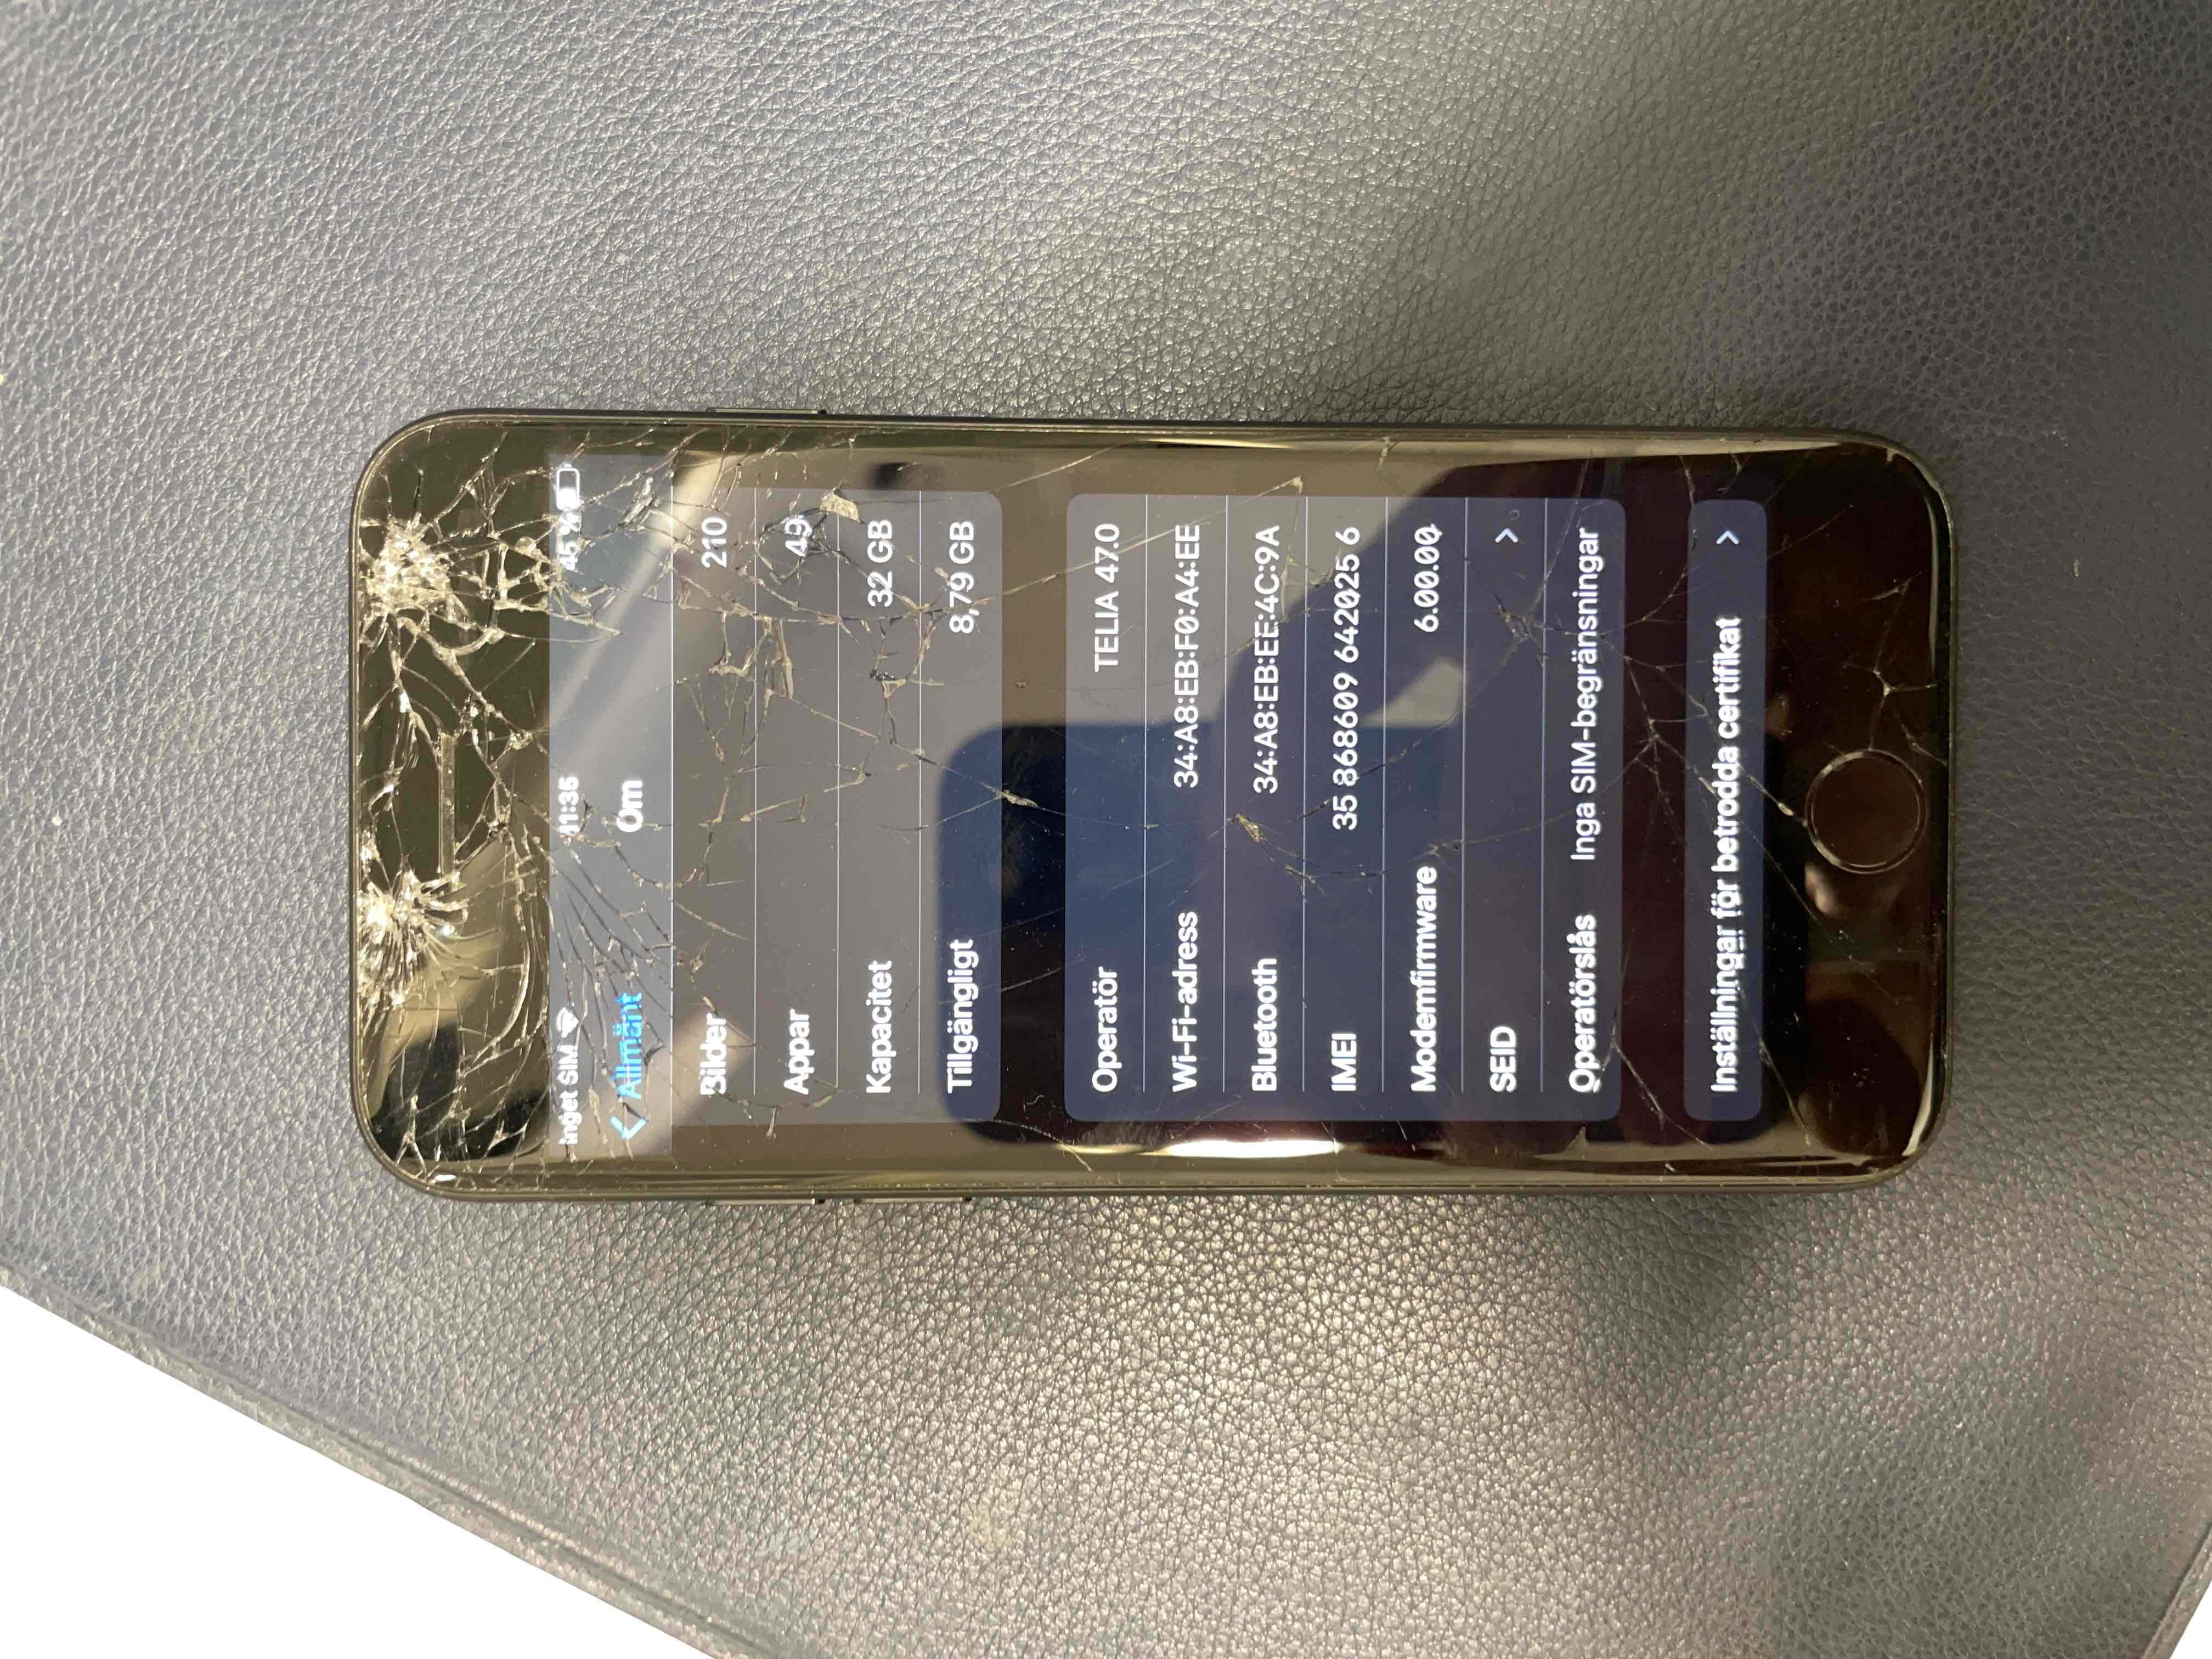 Inget SIM 11:35 45 %
Allmänt Om
Bilder 210
Appar 49
Kapacitet 32 GB
Tillgängligt 8,79 GB
Operatör TELIA 47.0
Wi-Fi-adress 34:A8:EB:F0:A4:EE
Bluetooth 34:A8:EB:EE:4C:9A
IMEI 35 868609 642025 6
Modemfirmware 6.00.00
SEID
Operatörslås Inga SIM-begränsningar
Inställningar för betrodda certifikat